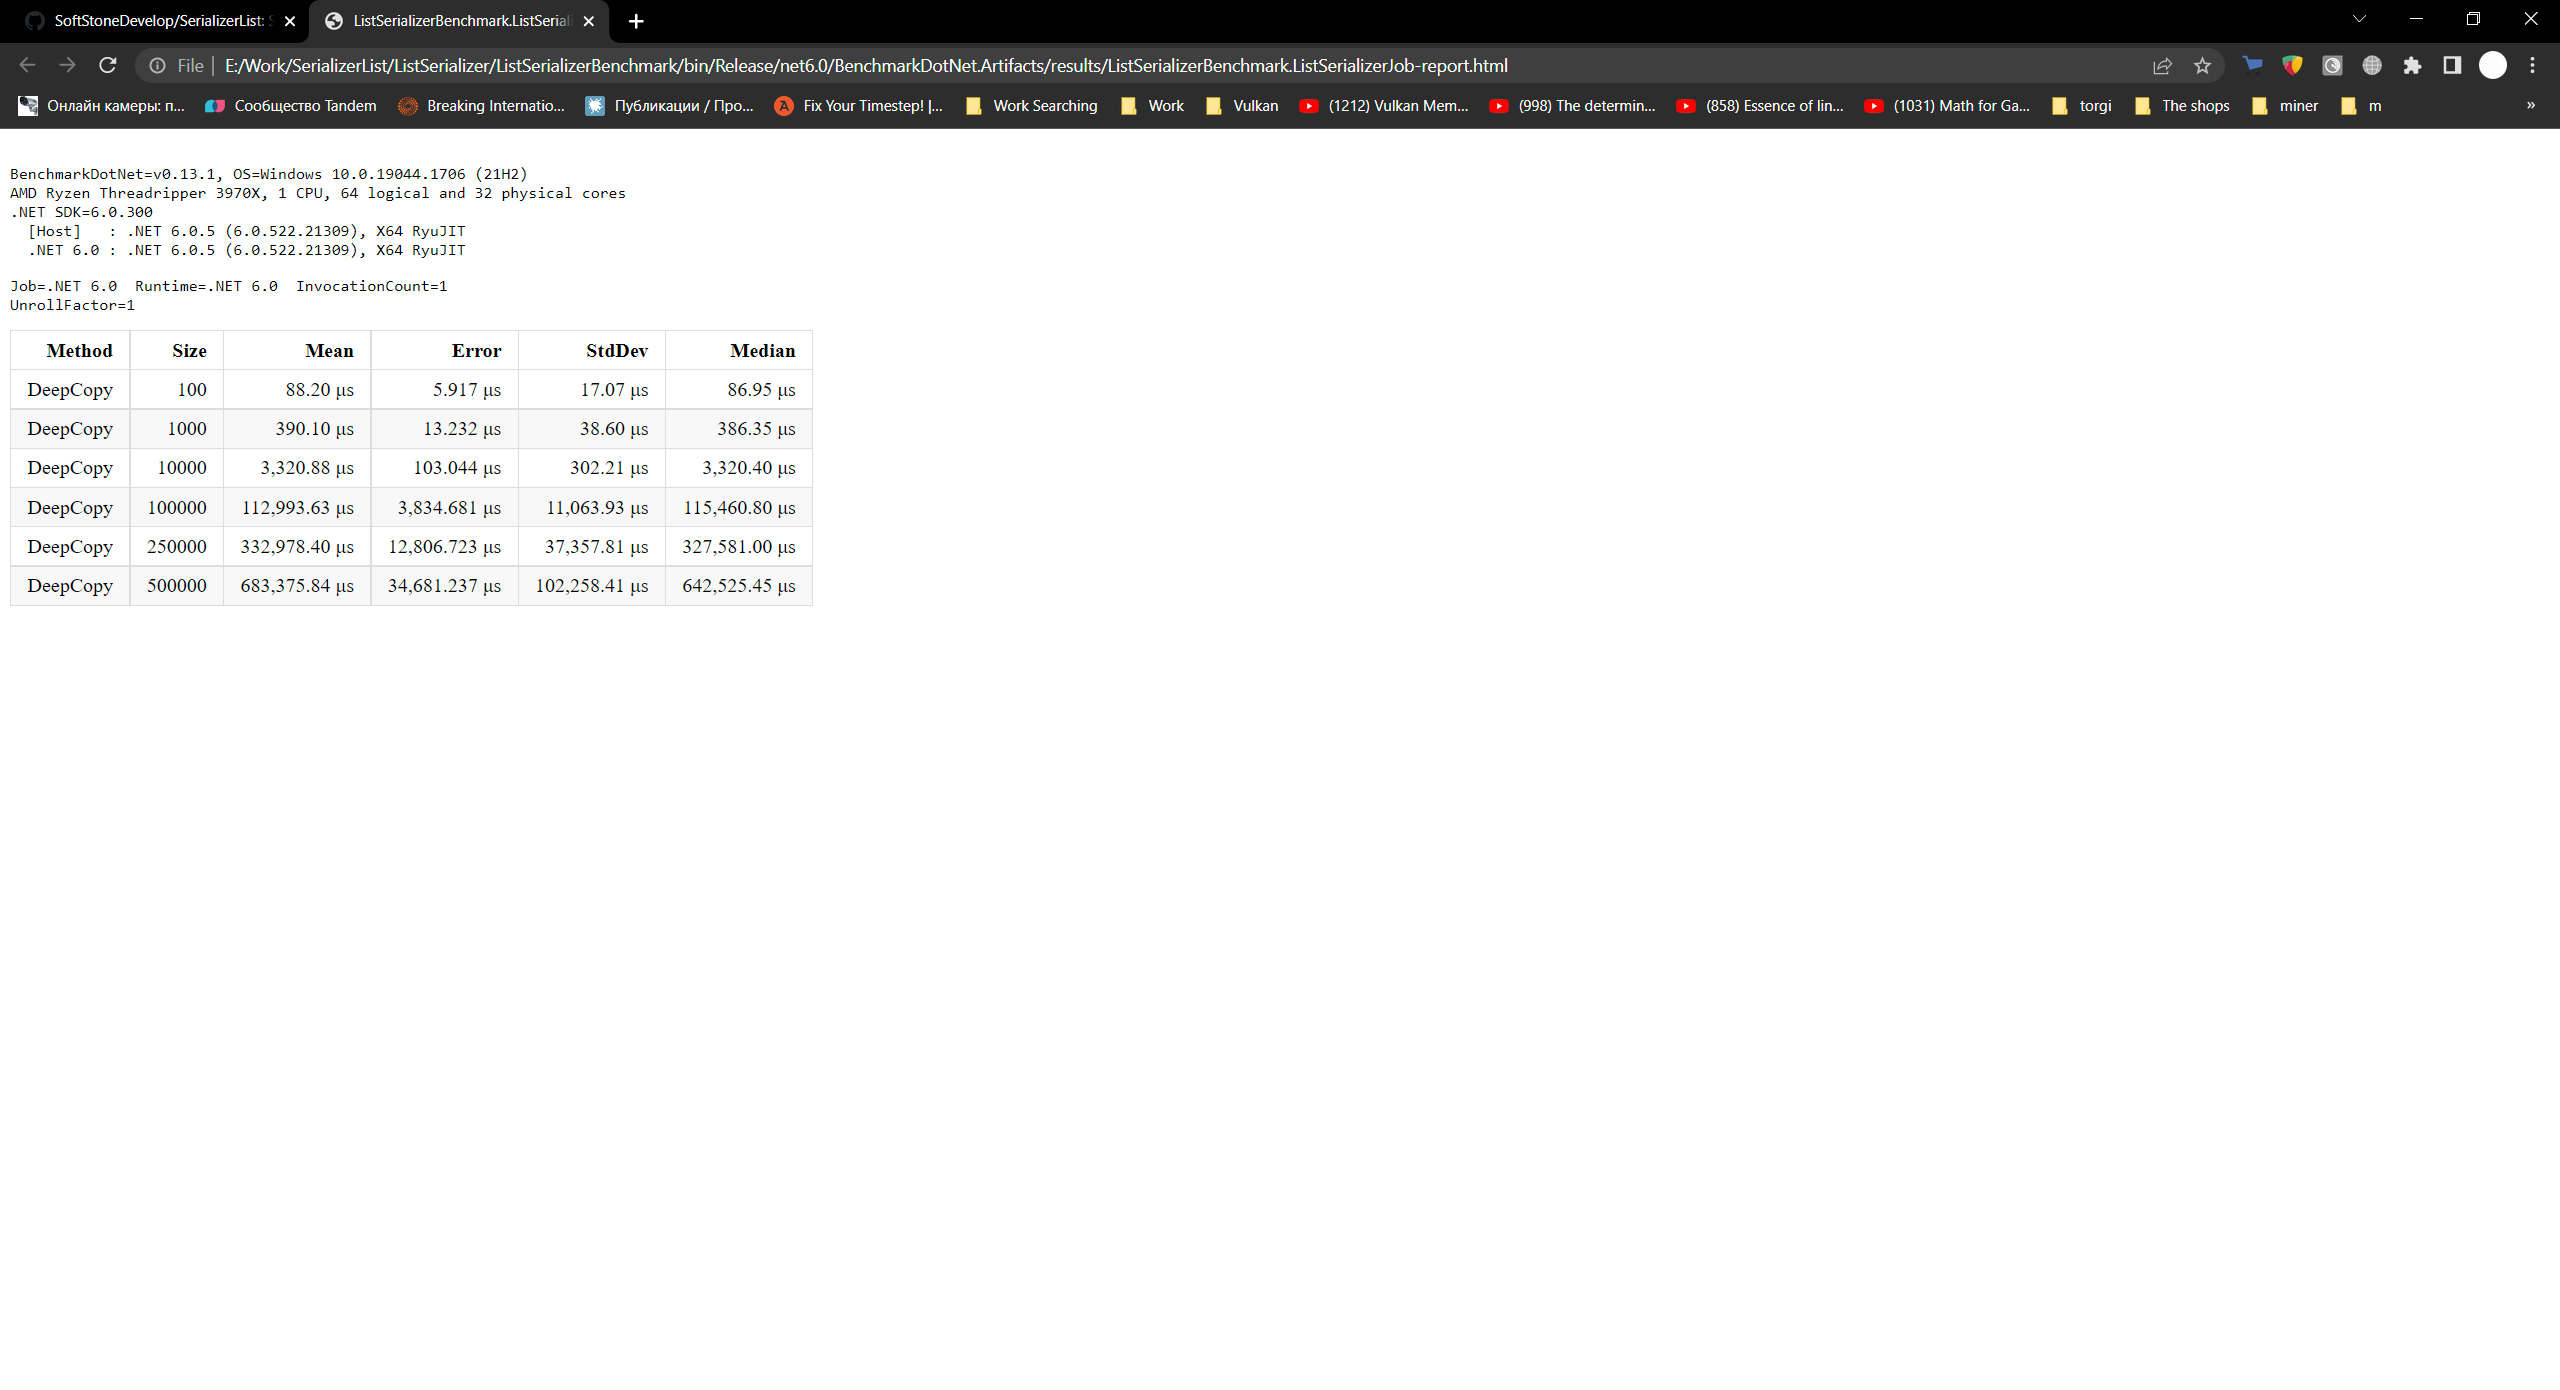 SoftStoneDevelop/SerializerList: S
ListSerializerBenchmark.ListSeriali
File
E:/Work/SerializerList/ListSerializer/ListSerializerBenchmark/bin/Release/net6.0/BenchmarkDotNet.Artifacts/results/ListSerializerBenchmark.ListSerializerJob-report.html
Онлайн камеры: п... Сообщество Tandem Breaking Internatio... Публикации / Про... Fix Your Timestep! |... Work Searching Work Vulkan (1212) Vulkan Mem... (998) The determin... (858) Essence of lin... (1031) Math for Ga... torgi The shops miner m »
BenchmarkDotNet=v0.13.1, OS=Windows 10.0.19044.1706 (21H2)
AMD Ryzen Threadripper 3970X, 1 CPU, 64 logical and 32 physical cores
.NET SDK=6.0.300
[Host] : .NET 6.0.5 (6.0.522.21309), X64 RyuJIT
.NET 6.0 : .NET 6.0.5 (6.0.522.21309), X64 RyuJIT
Job=.NET 6.0 Runtime=.NET 6.0 InvocationCount=1
UnrollFactor=1
Method Size Mean Error StdDev Median
DeepCopy 100 88.20 μs 5.917 μs 17.07 μs 86.95 μs
DeepCopy 1000 390.10 μs 13.232 μs 38.60 μs 386.35 μs
DeepCopy 10000 3,320.88 μs 103.044 μs 302.21 μs 3,320.40 μs
DeepCopy 100000 112,993.63 μs 3,834.681 μs 11,063.93 μs 115,460.80 μs
DeepCopy 250000 332,978.40 μs 12,806.723 μs 37,357.81 μs 327,581.00 μs
DeepCopy 500000 683,375.84 μs 34,681.237 μs 102,258.41 μs 642,525.45 μs